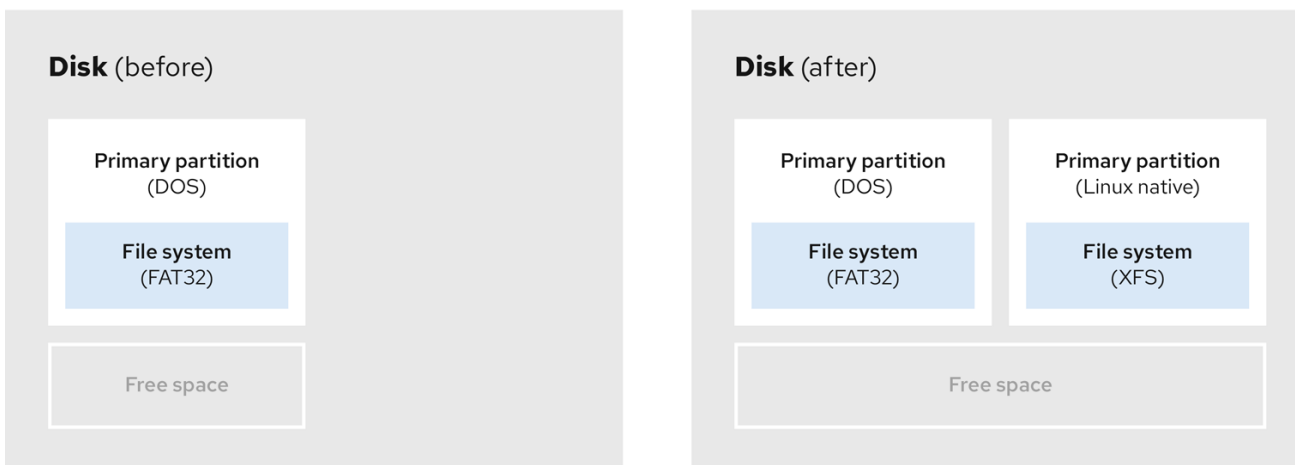 Disk (before)
Primary partition
(DOS)
File system
(FAT32)
Free space
Disk (after)
Primary partition
(DOS)
File system
(FAT32)
Primary partition
(Linux native)
File system
(XFS)
Free space